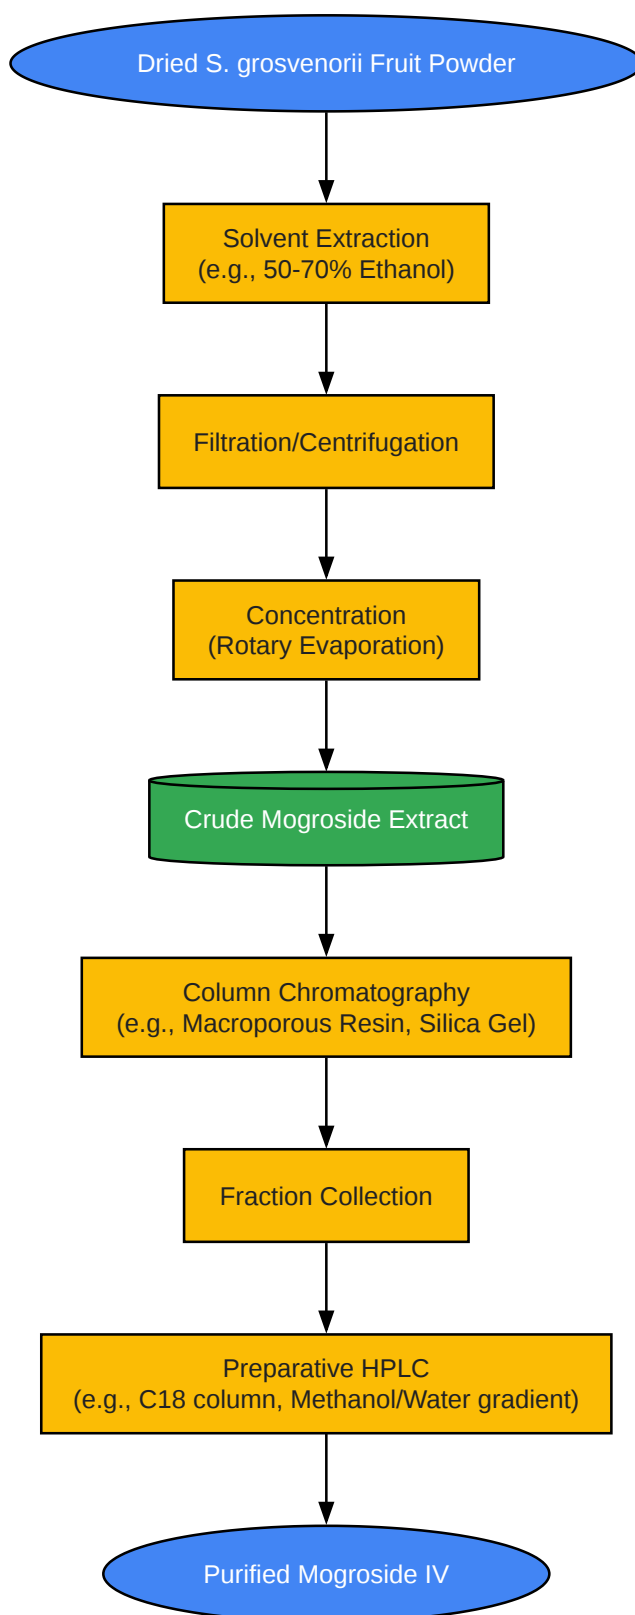 Dried S. grosvenorii Fruit Powder
Solvent Extraction
(e.g., 50-70% Ethanol)
Filtration/Centrifugation
Concentration
(Rotary Evaporation)
Crude Mogroside Extract
Column Chromatography
(e.g., Macroporous Resin, Silica Gel)
Fraction Collection
Preparative HPLC
(e.g., C18 column, Methanol/Water gradient)
Purified Mogroside IV